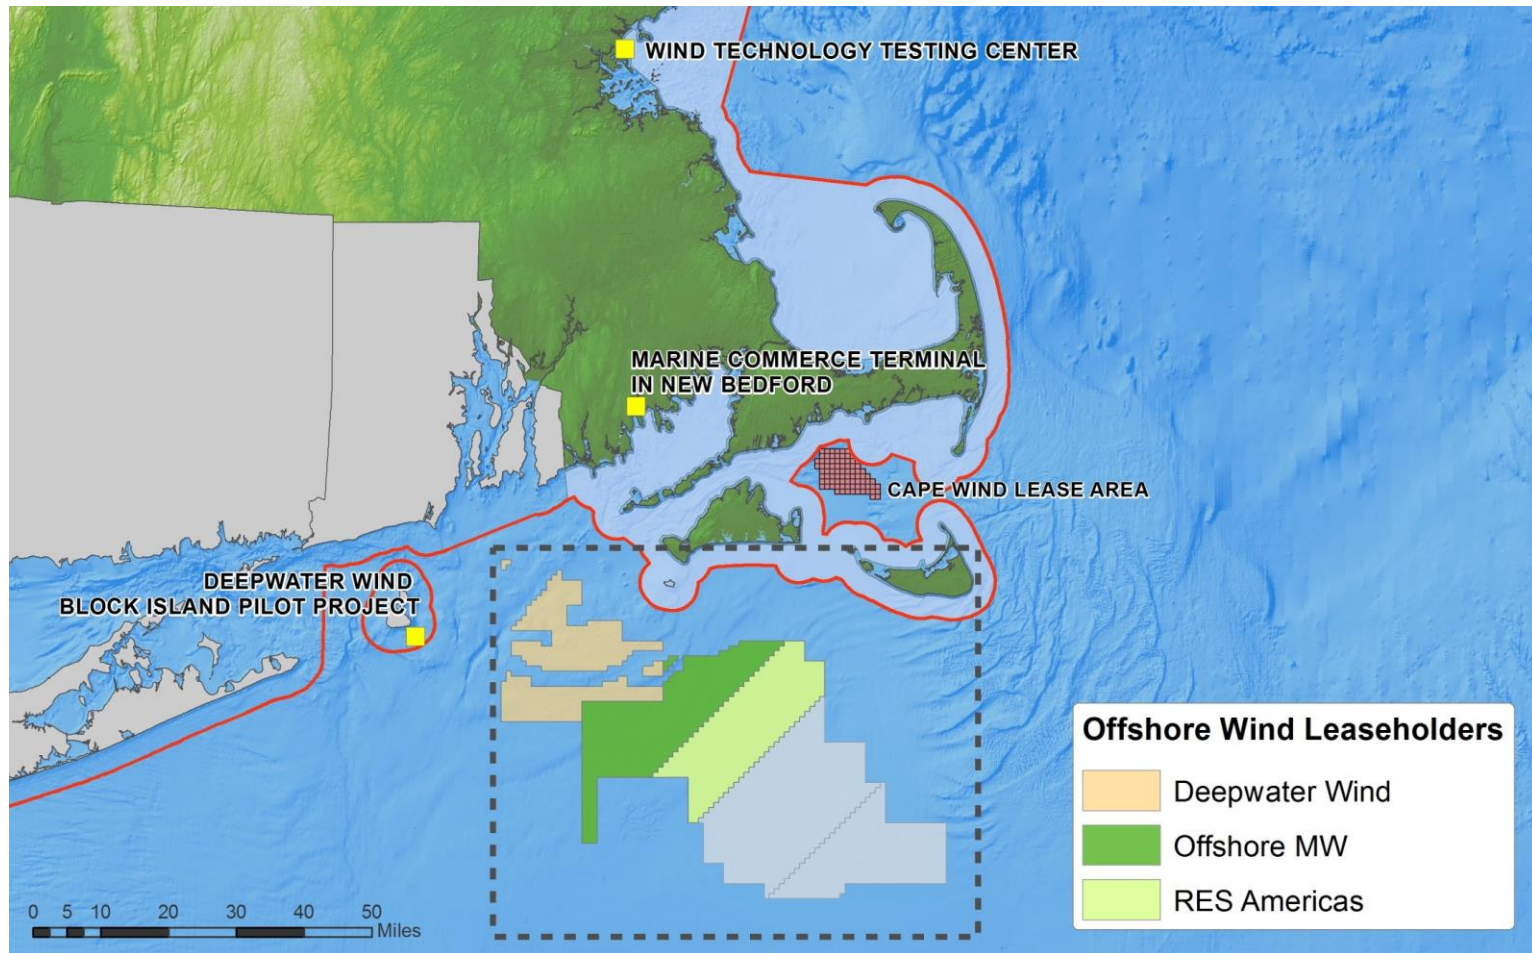 WIND TECHNOLOGY TESTING CENTER
MARINE COMMERCE TERMINAL
IN NEW BEDFORD
CAPE WIND LEASE AREA
DEEPWATER WIND
BLOCK ISLAND PILOT PROJECT
Offshore Wind Leaseholders
Deepwater Wind
Offshore MW
RES Americas
0 5 10 20 30 40 50
Miles